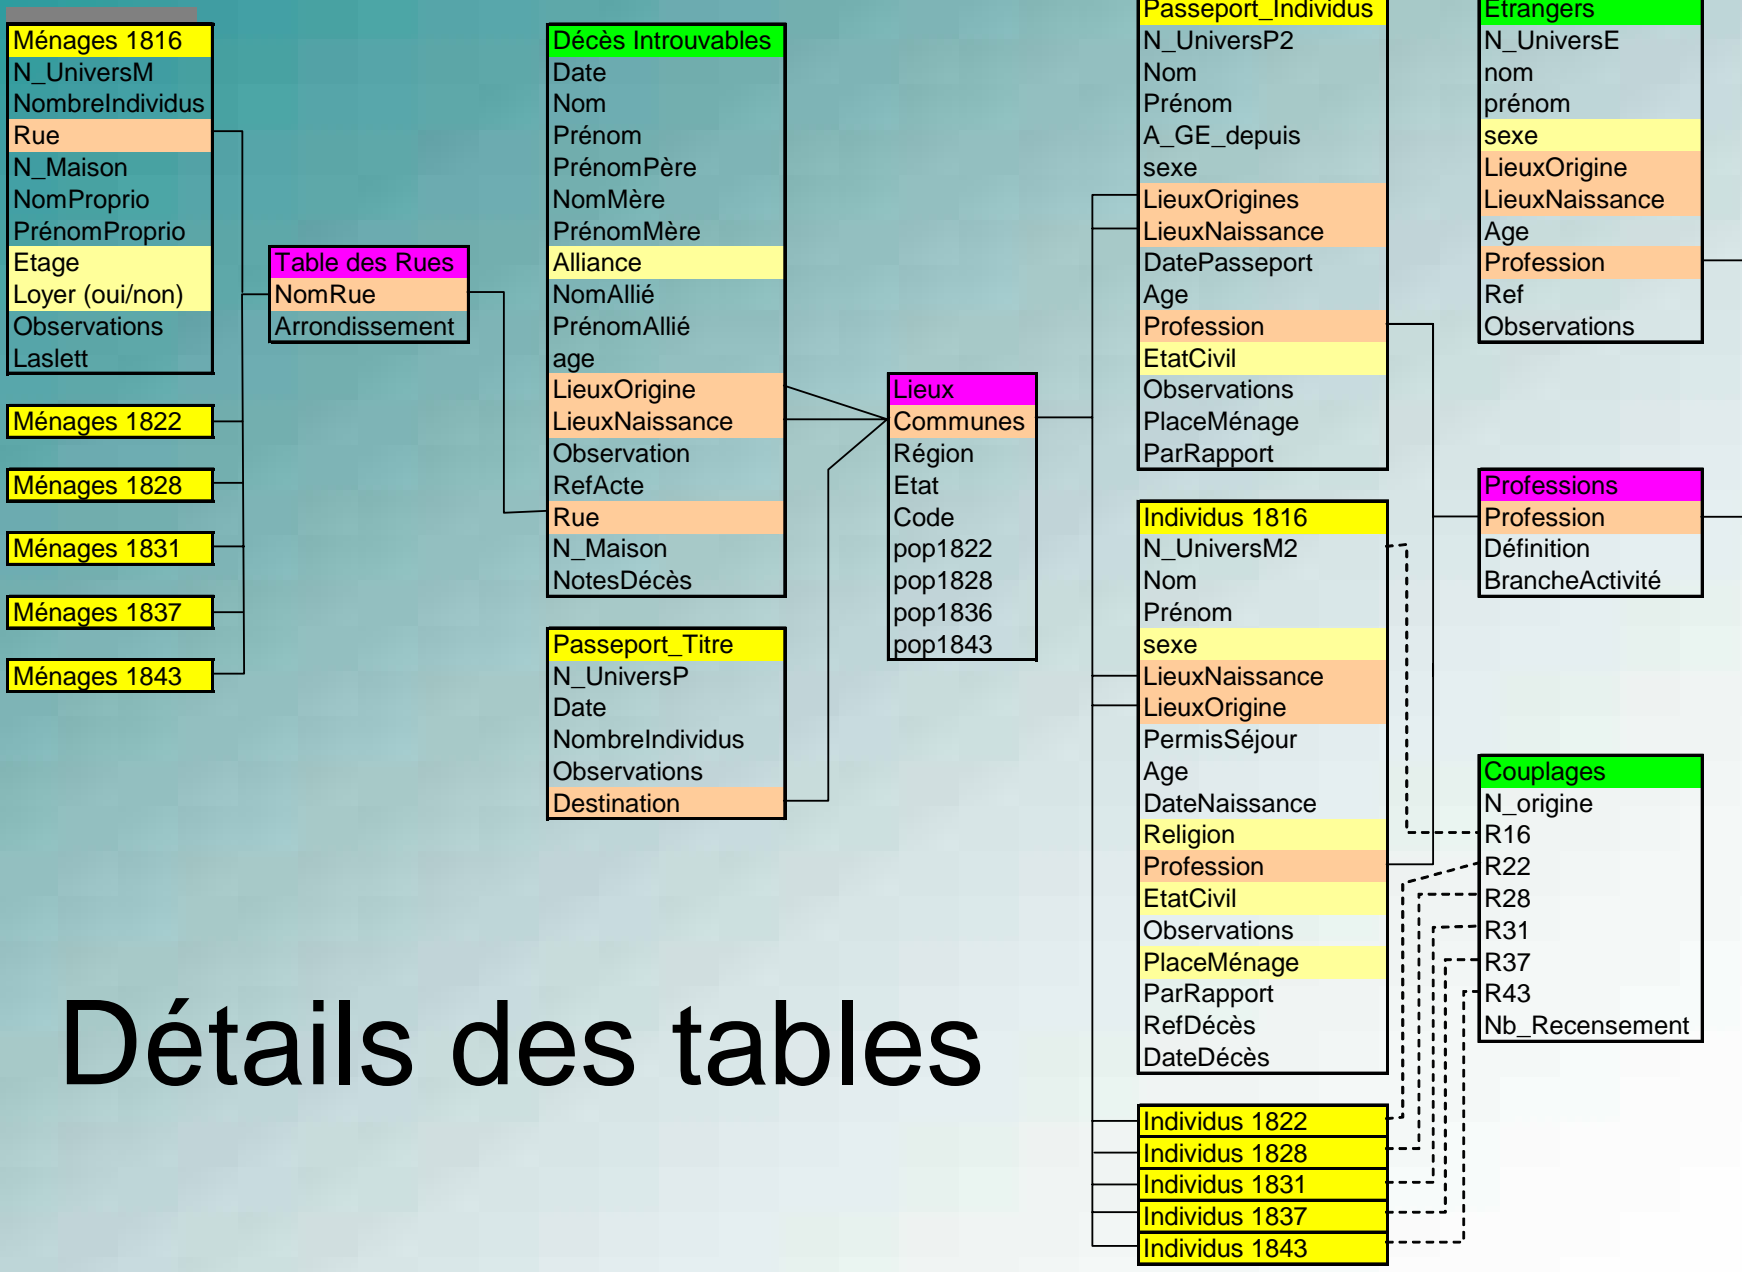 Ménages 1816
N_UniversM
NombreIndividus
Rue
N_Maison
NomProprio
PrénomProprio
Etage
Loyer (oui/non)
Observations
Laslett
Ménages 1822
Ménages 1828
Ménages 1831
Ménages 1837
Ménages 1843
Table des Rues
NomRue
Arrondissement
Décès Introuvables
Date
Nom
Prénom
PrénomPère
NomMère
PrénomMère
Alliance
NomAllié
PrénomAllié
age
LieuxOrigine
LieuxNaissance
Observation
RefActe
Rue
N_Maison
NotesDécès
Passeport_Titre
N_UniversP
Date
NombreIndividus
Observations
Destination
Lieux
Communes
Région
Etat
Code
pop1822
pop1828
pop1836
pop1843
Passeport_Individus
N_UniversP2
Nom
Prénom
A_GE_depuis
sexe
LieuxOrigines
LieuxNaissance
DatePasseport
Age
Profession
EtatCivil
Observations
PlaceMénage
ParRapport
Individus 1816
N_UniversM2
Nom
Prénom
sexe
LieuxNaissance
LieuxOrigine
PermisSéjour
Age
DateNaissance
Religion
Profession
EtatCivil
Observations
PlaceMénage
ParRapport
RefDécès
DateDécès
Individus 1822
Individus 1828
Individus 1831
Individus 1837
Individus 1843
Etrangers
N_UniversE
nom
prénom
sexe
LieuxOrigine
LieuxNaissance
Age
Profession
Ref
Observations
Professions
Profession
Définition
BrancheActivité
Couplages
N_origine
R16
R22
R28
R31
R37
R43
Nb_Recensement
Détails des tables